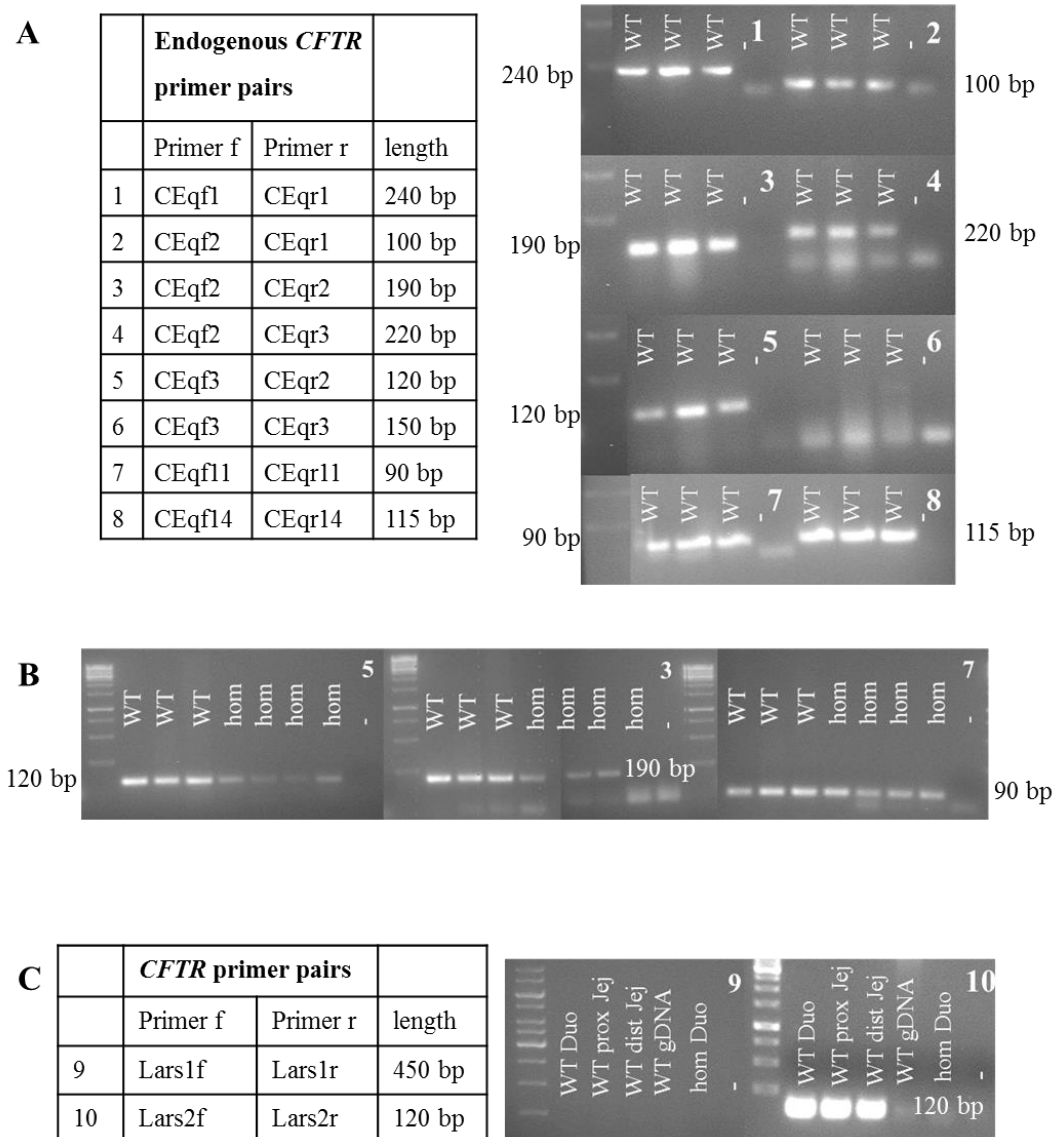 A
Endogenous CFTR
primer pairs
Primer f Primer r length
1 CEqf1 CEqr1 240 bp
2 CEqf2 CEqr1 100 bp
3 CEqf2 CEqr2 190 bp
4 CEqf2 CEqr3 220 bp
5 CEqf3 CEqr2 120 bp
6 CEqf3 CEqr3 150 bp
7 CEqf11 CEqr11 90 bp
8 CEqf14 CEqr14 115 bp
WT WT WT - 1 WT WT WT - 2
240 bp
100 bp
WT WT WT - 3 WT WT WT - 4
190 bp
220 bp
WT WT WT - 5 WT WT WT - 6
120 bp
WT WT WT - 7 WT WT WT - 8
90 bp
115 bp
B
WT WT WT hom hom hom hom - 5
120 bp
WT WT WT hom hom hom hom - 3
190 bp
WT WT WT hom hom hom hom - 7
90 bp
C
CFTR primer pairs
Primer f Primer r length
9 Lars1f Lars1r 450 bp
10 Lars2f Lars2r 120 bp
WT Duo
WT prox Jej
WT dist Jej
WT gDNA
hom Duo
-
9
WT Duo
WT prox Jej
WT dist Jej
WT gDNA
hom Duo
-
10
120 bp